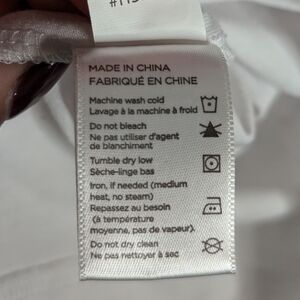 MADE IN CHINA
FABRIQUÉ EN CHINE
Machine wash cold
Lavage à la machine à froid
Do not bleach
Ne pas utiliser d'agent
de blanchiment
Tumble dry low
Sèche-linge bas
Iron, if needed (medium
heat, no steam)
Repassez au besoin
(à température
moyenne, pas de vapeur).
Do not dry clean
Ne pas nettoyer à sec